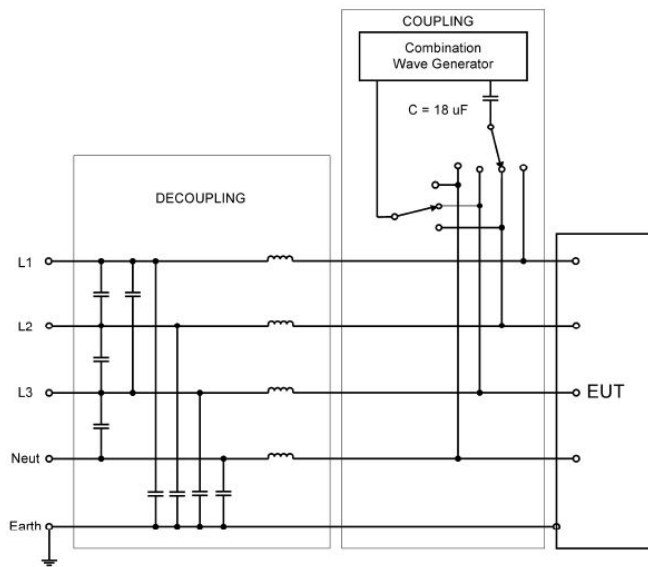 COUPLING
Combination
Wave Generator
C = 18 uF
DECOUPLING
L1
L2
L3
EUT
Neut
Earth